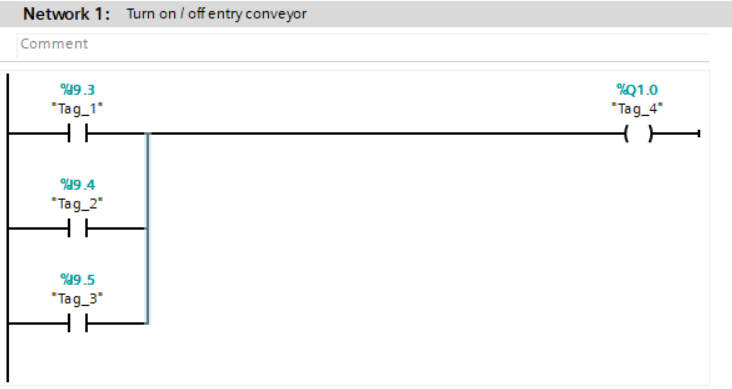 Network 1: Turn on / off entry conveyor
Comment
%I9.3
"Tag_1"
%Q1.0
"Tag_4"
%I9.4
"Tag_2"
%I9.5
"Tag_3"